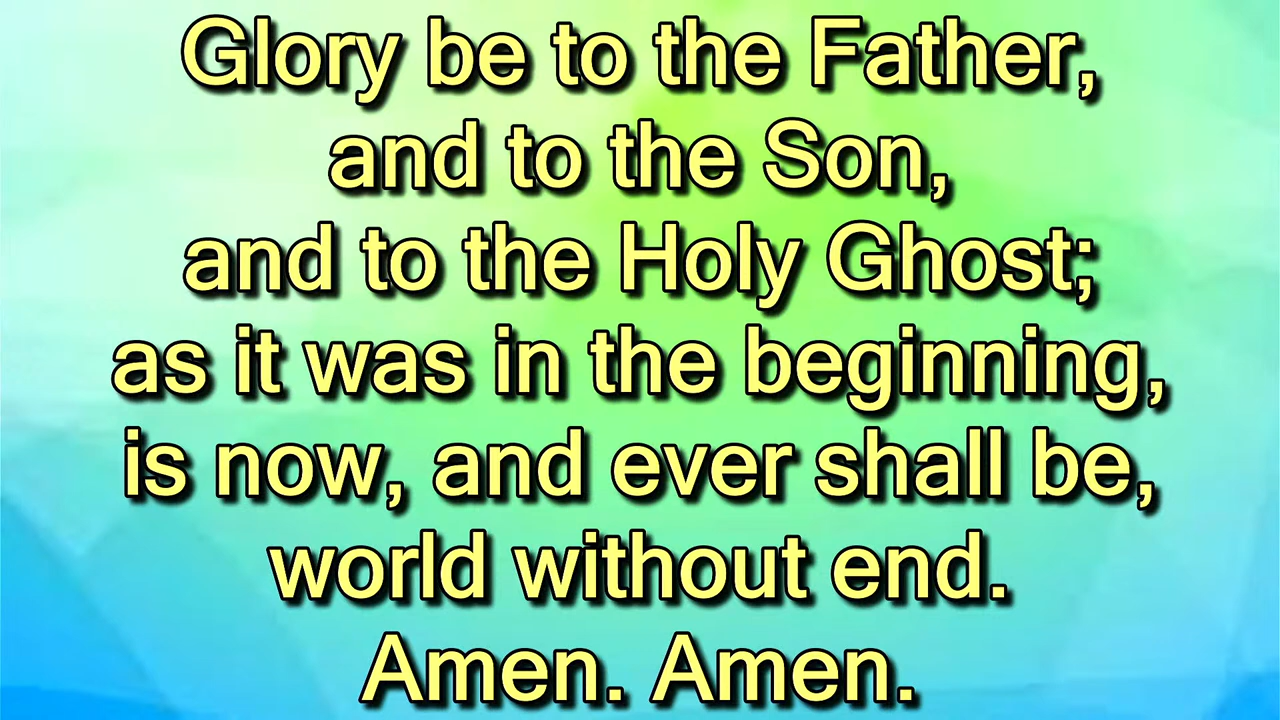 Glory be to the Father,
and to the Son,
and to the Holy Ghost;
as it was in the beginning,
is now, and ever shall be,
world without end.
Amen. Amen.